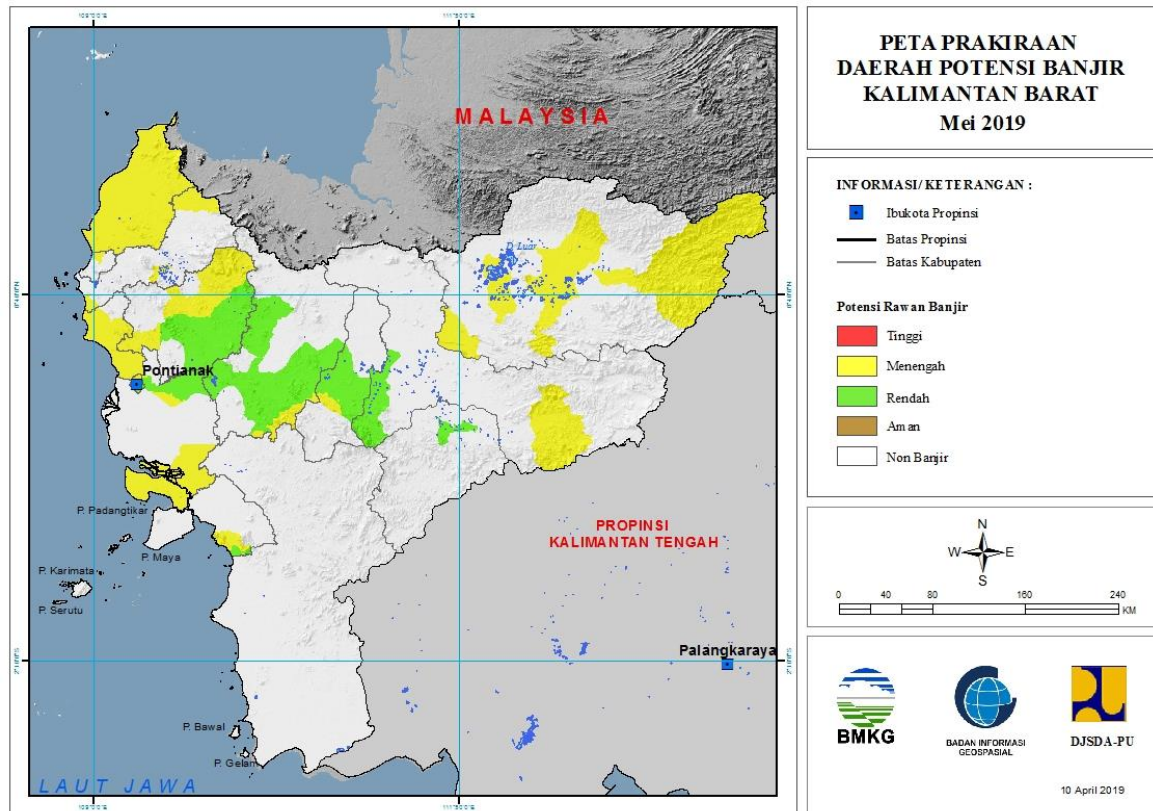 PETA PRAKIRAAN
DAERAH POTENSI BANJIR
KALIMANTAN BARAT
Mei 2019
INFORMASI/ KETERANGAN :
Ibukota Propinsi
Batas Propinsi
Batas Kabupaten
Potensi Rawan Banjir
Tinggi
Menengah
Rendah
Aman
Non Banjir
N
W
E
S
0 40 80 160 240
KM
BMKG
BADAN INFORMASI
GEOSPASIAL
DJSDA-PU
10 April 2019
MALAYSIA
D. Luar
Pontianak
P. Padangtikar
P. Maya
P. Karimata
P. Serutu
PROPINSI
KALIMANTAN TENGAH
Palangkaraya
P. Bawal
P. Gelam
LAUT JAWA